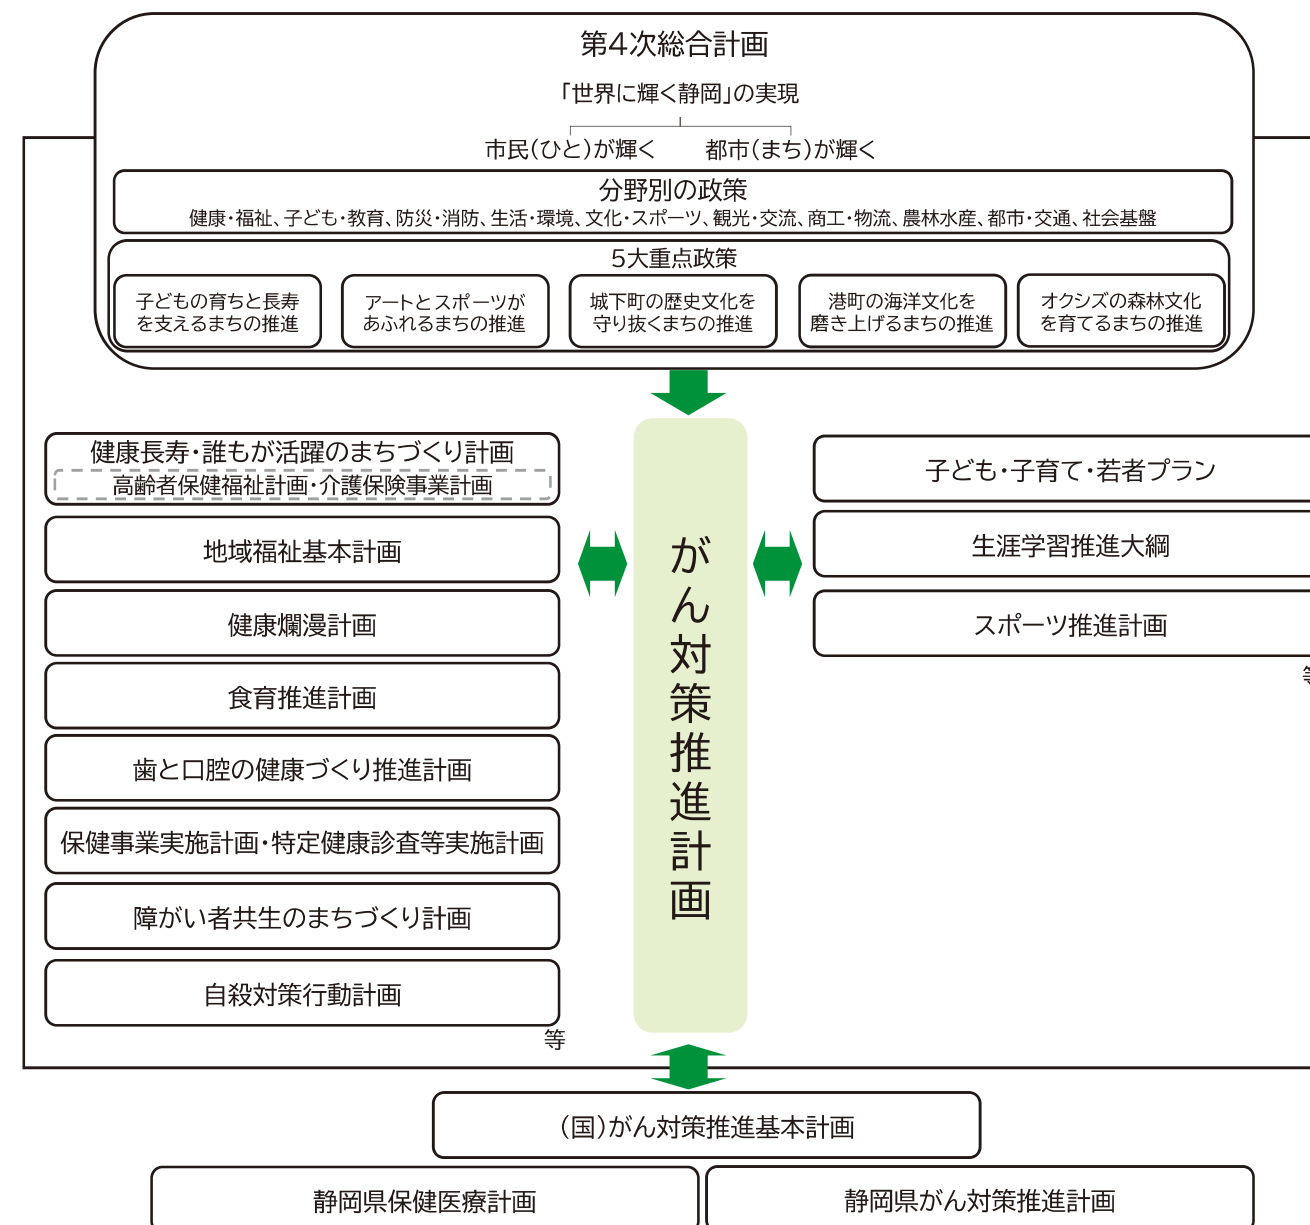 第4次総合計画
「世界に輝く静岡」の実現
市民(ひと)が輝く　都市(まち)が輝く
分野別の政策
健康・福祉、子ども・教育、防災・消防、生活・環境、文化・スポーツ、観光・交流、商工・物流、農林水産、都市・交通、社会基盤
5大重点政策
子どもの育ちと長寿
を支えるまちの推進
アートとスポーツが
あふれるまちの推進
城下町の歴史文化を
守り抜くまちの推進
港町の海洋文化を
磨き上げるまちの推進
オクシズの森林文化
を育てるまちの推進
健康長寿・誰もが活躍のまちづくり計画
高齢者保健福祉計画・介護保険事業計画
地域福祉基本計画
健康爛漫計画
食育推進計画
歯と口腔の健康づくり推進計画
保健事業実施計画・特定健康診査等実施計画
障がい者共生のまちづくり計画
自殺対策行動計画
等
がん対策推進計画
子ども・子育て・若者プラン
生涯学習推進大綱
スポーツ推進計画
等
(国)がん対策推進基本計画
静岡県保健医療計画
静岡県がん対策推進計画